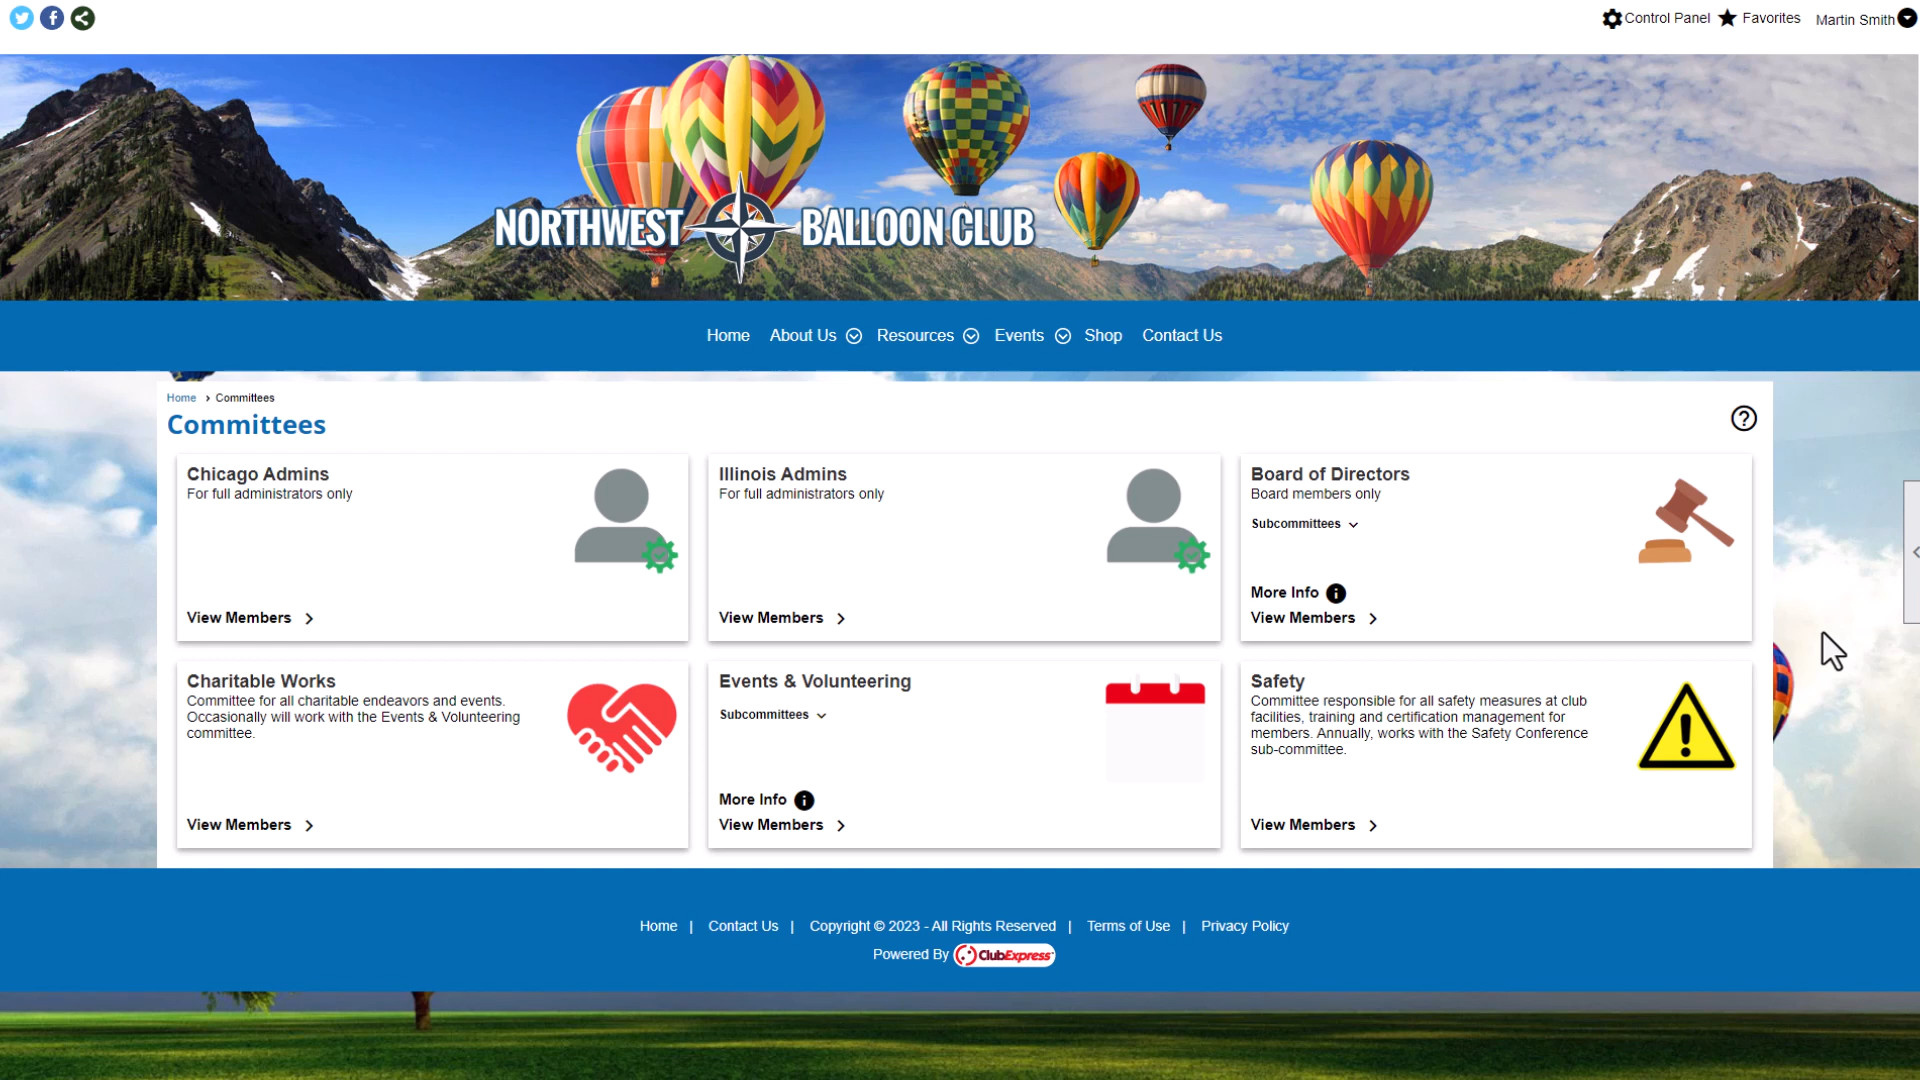 Control Panel Favorites Martin Smith
NORTHWEST BALLOON CLUB
Home About Us Resources Events Shop Contact Us
Home > Committees
Committees
Chicago Admins
For full administrators only
View Members
Illinois Admins
For full administrators only
View Members
Board of Directors
Board members only
Subcommittees
More Info
View Members
Charitable Works
Committee for all charitable endeavors and events.
Occasionally will work with the Events & Volunteering
committee.
View Members
Events & Volunteering
Subcommittees
More Info
View Members
Safety
Committee responsible for all safety measures at club
facilities, training and certification management for
members. Annually, works with the Safety Conference
sub-committee.
View Members
Home | Contact Us | Copyright © 2023 - All Rights Reserved | Terms of Use | Privacy Policy
Powered By ClubExpress